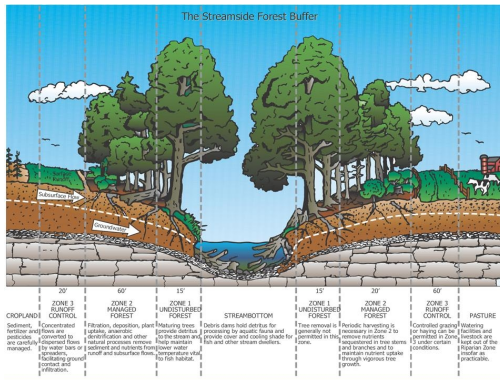 The Streamside Forest Buffer
Surface Runoff
Subsurface Flow
Groundwater
20'
60'
15'
15'
20'
60'
CROPLAND
Sediment,
fertilizer and
pesticides
are carefully
managed.
ZONE 3
RUNOFF
CONTROL
Concentrated
flows are
converted to
dispersed flows
by water bars or
spreaders,
facilitating ground
contact and
infiltration.
ZONE 2
MANAGED
FOREST
Filtration, deposition, plant
uptake, anaerobic
denitrification and other
natural processes remove
sediment and nutrients from
runoff and subsurface flows.
ZONE 1
UNDISTURBED
FOREST
Maturing trees
provide detritus
to the stream and
help maintain
lower water
temperature vital
to fish habitat.
STREAMBOTTOM
Debris dams hold detritus for
processing by aquatic fauna and
provide cover and cooling shade for
fish and other stream dwellers.
ZONE 1
UNDISTURBED
FOREST
Tree removal is
generally not
permitted in this
zone.
ZONE 2
MANAGED
FOREST
Periodic harvesting is
necessary in Zone 2 to
remove nutrients
sequestered in tree stems
and branches and to
maintain nutrient uptake
through vigorous tree
growth.
ZONE 3
RUNOFF
CONTROL
Controlled grazing
or haying can be
permitted in Zone
3 under certain
conditions.
PASTURE
Watering
facilities and
livestock are
kept out of the
Riparian Zone
insofar as
practicable.